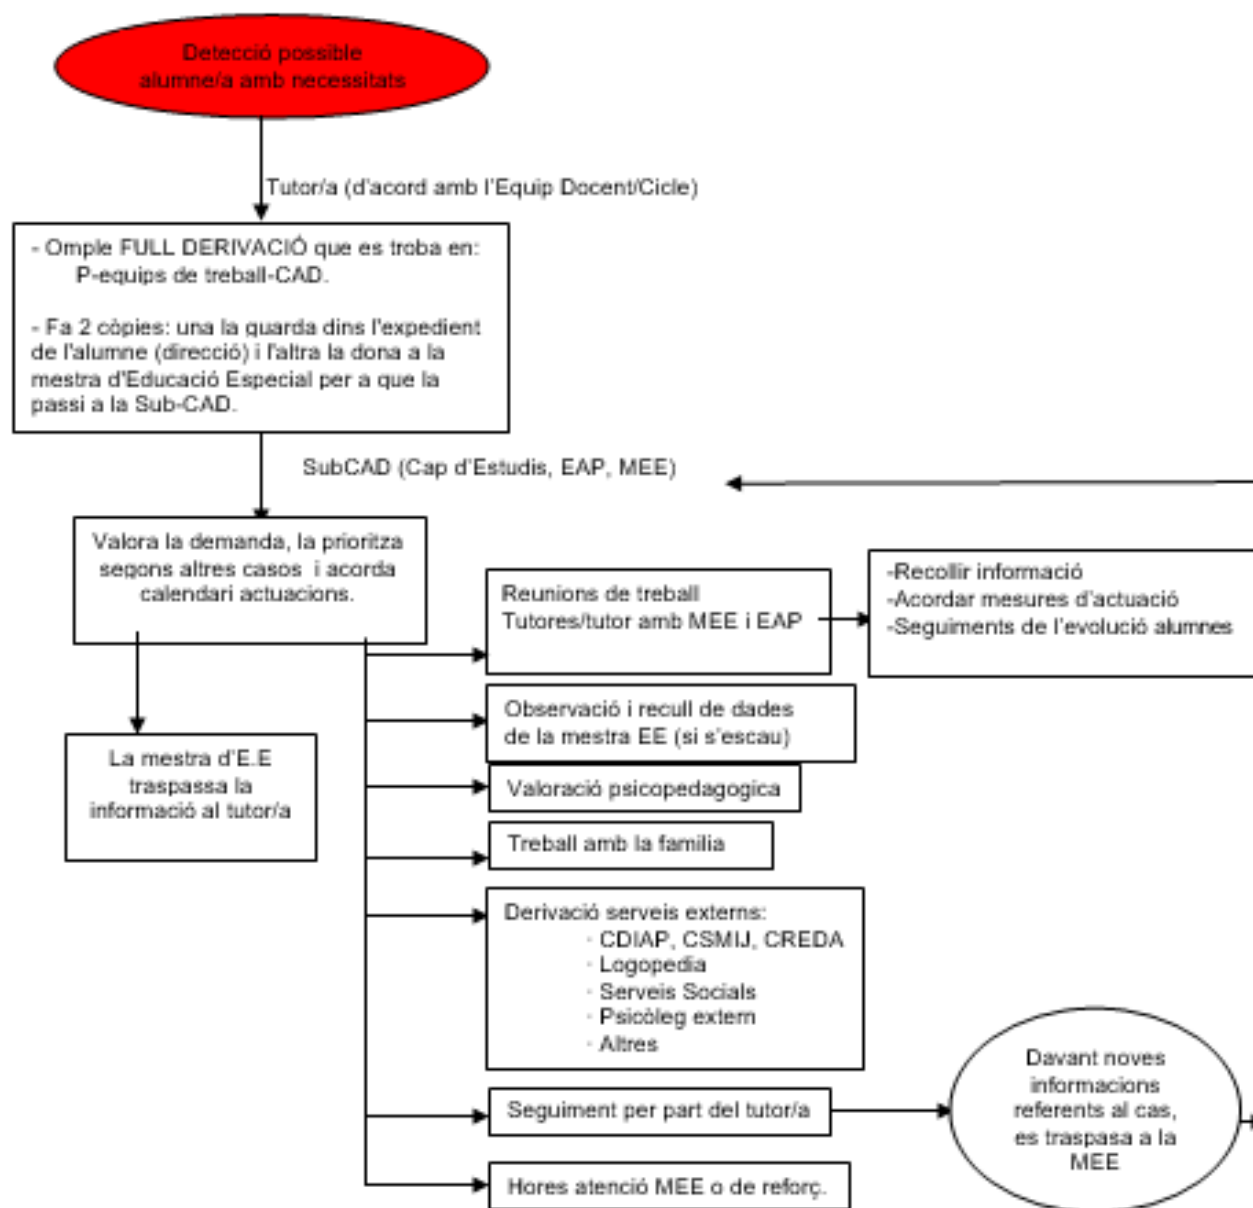 Detecció possible
alumne/a amb necessitats
Tutor/a (d'acord amb l'Equip Docent/Cicle)
- Omple FULL DERIVACIÓ que es troba en:
P-equips de treball-CAD.
- Fa 2 còpies: una la guarda dins l'expedient
de l'alumne (direcció) i l'altra la dona a la
mestra d'Educació Especial per a que la
passi a la Sub-CAD.
SubCAD (Cap d'Estudis, EAP, MEE)
Valora la demanda, la prioritza
segons altres casos i acorda
calendari actuacions.
Reunions de treball
Tutores/tutor amb MEE i EAP
-Recollir informació
-Acordar mesures d'actuació
-Seguiments de l'evolució alumnes
Observació i recull de dades
de la mestra EE (si s'escau)
La mestra d'E.E
traspassa la
informació al tutor/a
Valoració psicopedagogica
Treball amb la familia
Derivació serveis externs:
· CDIAP, CSMIJ, CREDA
· Logopedia
· Serveis Socials
· Psicòleg extern
· Altres
Seguiment per part del tutor/a
Davant noves
informacions
referents al cas,
es traspasa a la
MEE
Hores atenció MEE o de reforç.